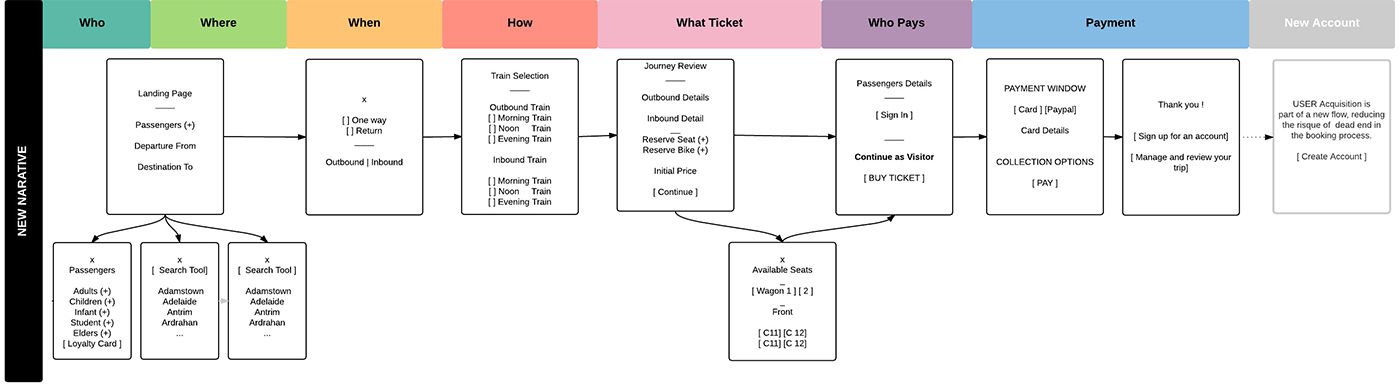 Who
Where
When
How
What Ticket
Who Pays
Payment
New Account
NEW NARATIVE
Landing Page
Passengers (+)
Departure From
Destination To
x
[ ] One way
[ ] Return
Outbound | Inbound
Train Selection
Outbound Train
[ ] Morning Train
[ ] Noon Train
[ ] Evening Train
Inbound Train
[ ] Morning Train
[ ] Noon Train
[ ] Evening Train
Journey Review
Outbound Details
Inbound Detail
Reserve Seat (+)
Reserve Bike (+)
Initial Price
[ Continue ]
Passengers Details
[ Sign In ]
Continue as Visitor
[ BUY TICKET ]
PAYMENT WINDOW
[ Card ] [Paypal]
Card Details
COLLECTION OPTIONS
[ PAY ]
Thank you !
[ Sign up for an account]
[ Manage and review your
trip]
USER Acquisition is
part of a new flow, reducing
the risque of dead end in
the booking process.
[ Create Account ]
x
Passengers
Adults (+)
Children (+)
Infant (+)
Student (+)
Elders (+)
[ Loyalty Card ]
x
[ Search Tool]
Adamstown
Adelaide
Antrim
Ardrahan
...
x
[ Search Tool ]
Adamstown
Adelaide
Antrim
Ardrahan
...
x
Available Seats
[ Wagon 1 ] [ 2 ]
Front
[ C11] [C 12]
[ C11] [C 12]